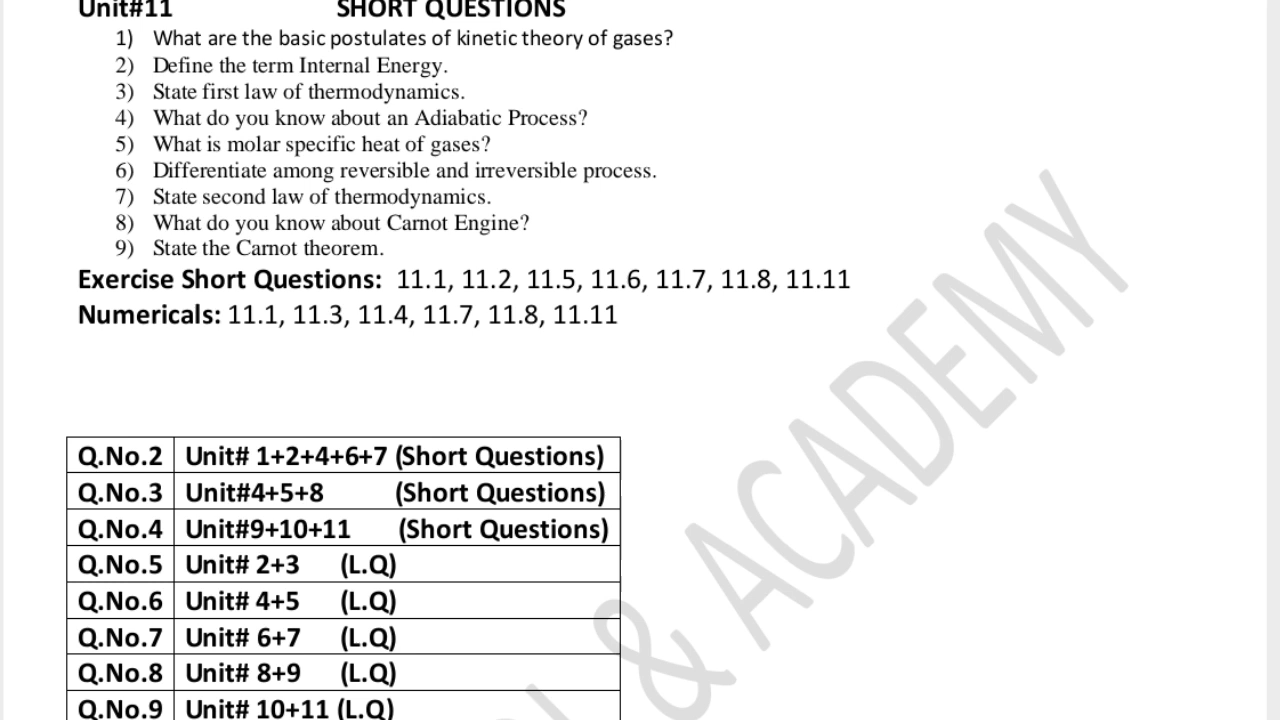 Unit#11 SHORT QUESTIONS
1) What are the basic postulates of kinetic theory of gases?
2) Define the term Internal Energy.
3) State first law of thermodynamics.
4) What do you know about an Adiabatic Process?
5) What is molar specific heat of gases?
6) Differentiate among reversible and irreversible process.
7) State second law of thermodynamics.
8) What do you know about Carnot Engine?
9) State the Carnot theorem.
Exercise Short Questions: 11.1, 11.2, 11.5, 11.6, 11.7, 11.8, 11.11
Numericals: 11.1, 11.3, 11.4, 11.7, 11.8, 11.11
Q.No.2 Unit# 1+2+4+6+7 (Short Questions)
Q.No.3 Unit#4+5+8 (Short Questions)
Q.No.4 Unit#9+10+11 (Short Questions)
Q.No.5 Unit# 2+3 (L.Q)
Q.No.6 Unit# 4+5 (L.Q)
Q.No.7 Unit# 6+7 (L.Q)
Q.No.8 Unit# 8+9 (L.Q)
Q.No.9 Unit# 10+11 (L.Q)
& ACADEMY